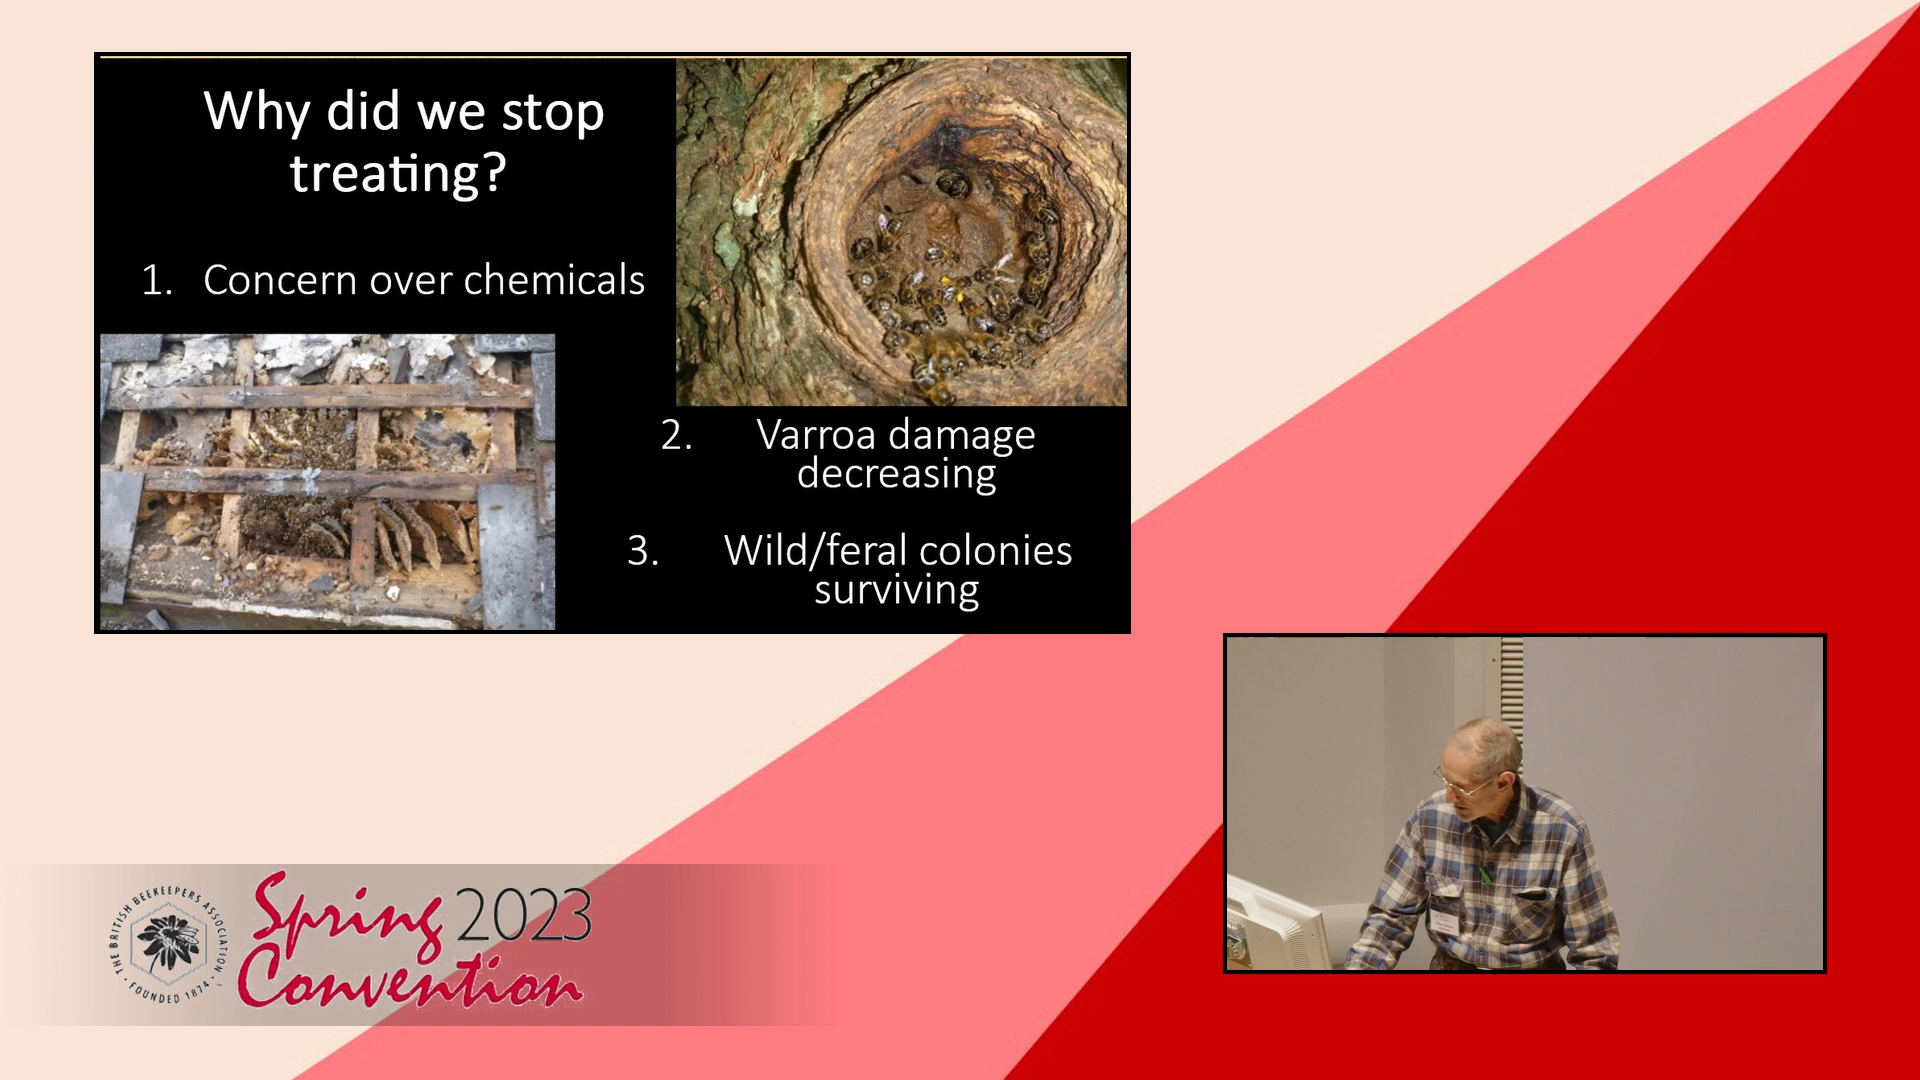 Why did we stop
treating?
1. Concern over chemicals
2. Varroa damage
decreasing
3. Wild/feral colonies
surviving
THE BRITISH BEEKEEPERS ASSOCIATION
FOUNDED 1874
Spring 2023
Convention